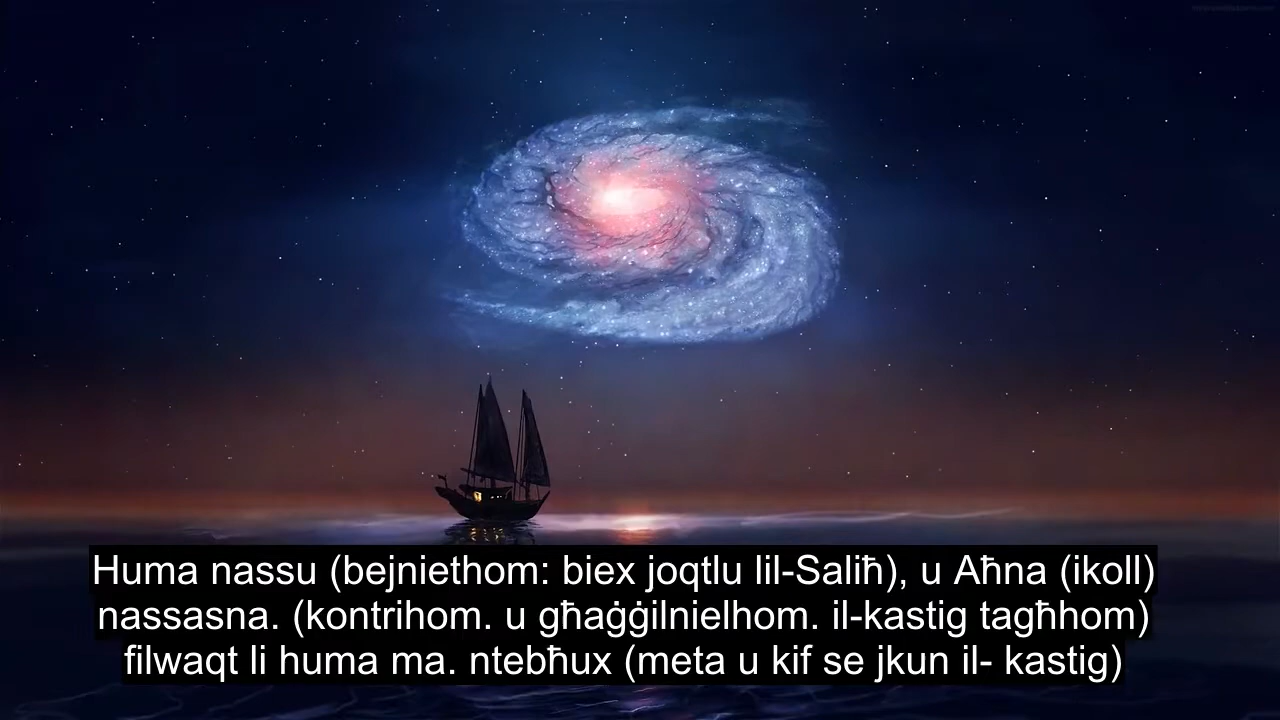 Huma nassu (bejniethom: biex joqtlu lil-Saliħ), u Aħna (ikoll)
nassasna. (kontrihom. u għaġġilnielhom. il-kastig tagħhom)
filwaqt li huma ma. ntebħux (meta u kif se jkun il- kastig)